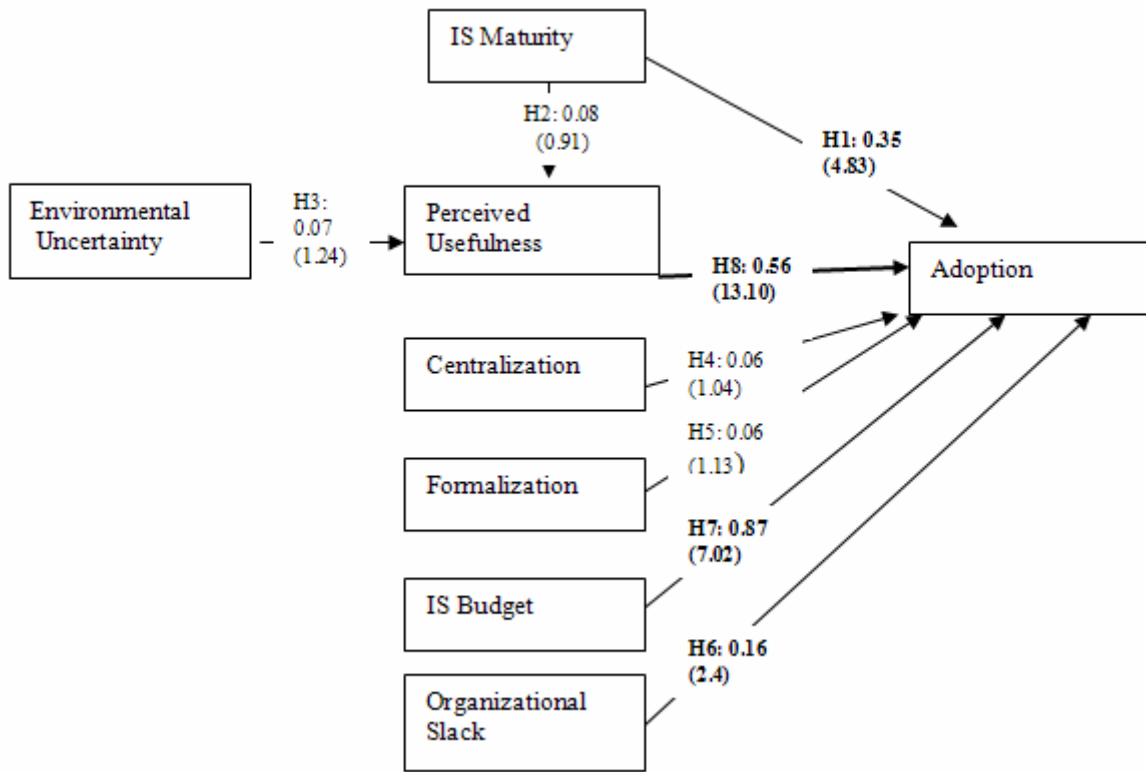 IS Maturity
H2: 0.08
(0.91)
H1: 0.35
(4.83)
Environmental
Uncertainty
H3:
0.07
(1.24)
Perceived
Usefulness
H8: 0.56
(13.10)
Adoption
Centralization
H4: 0.06
(1.04)
H5: 0.06
(1.13)
Formalization
H7: 0.87
(7.02)
IS Budget
H6: 0.16
(2.4)
Organizational
Slack